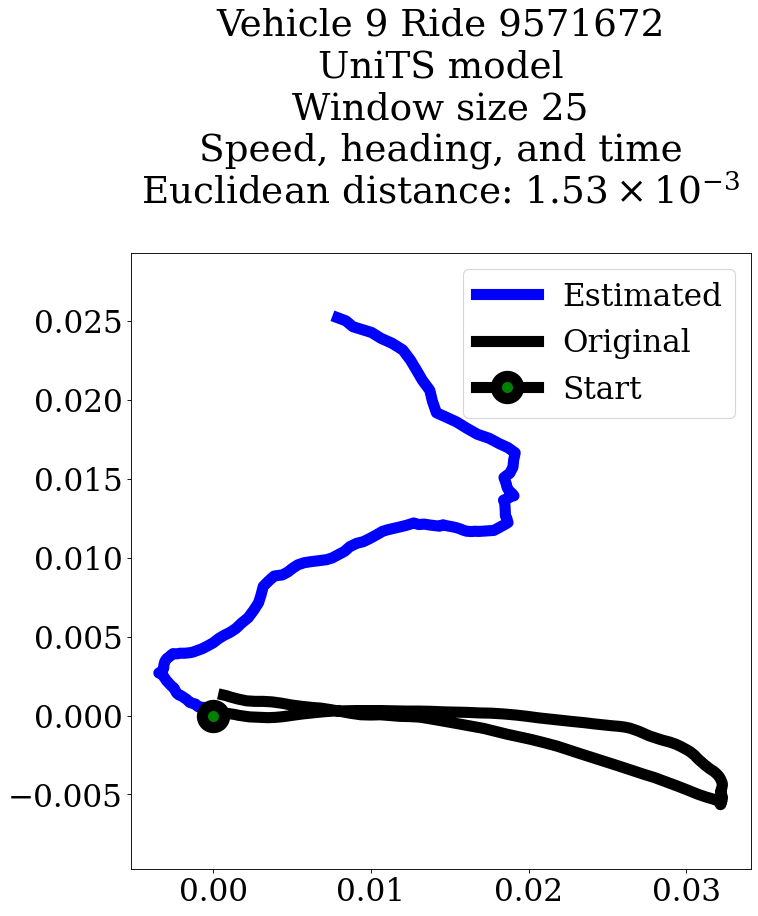 Vehicle 9 Ride 9571672
UniTS model
Window size 25
Speed, heading, and time
Euclidean distance: 1.53 × 10⁻³
Estimated
Original
Start
0.025
0.020
0.015
0.010
0.005
0.000
−0.005
0.00 0.01 0.02 0.03